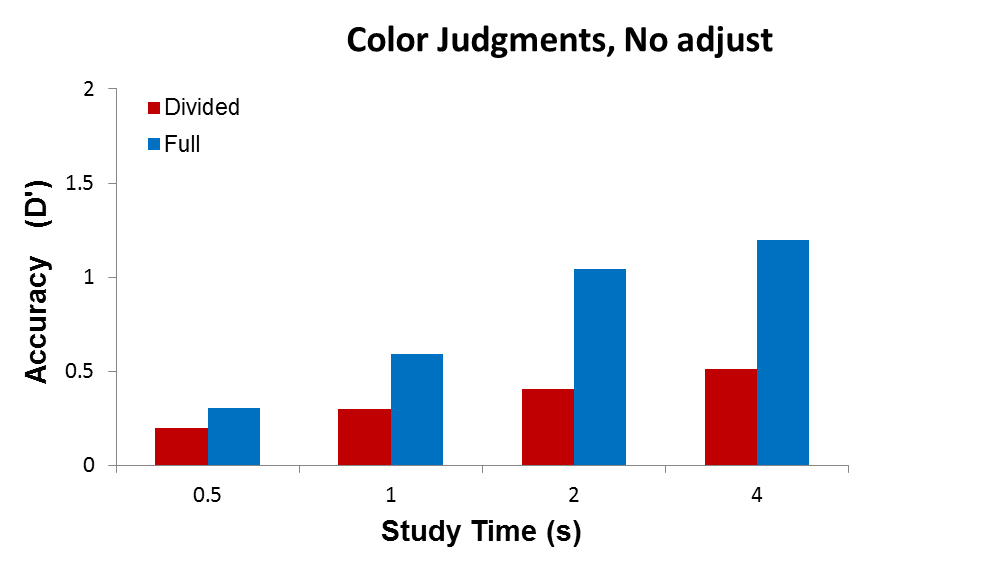 Color Judgments, No adjust
2
Divided
Full
1.5
1
0.5
0
Accuracy (D')
0.5 1 2 4
Study Time (s)